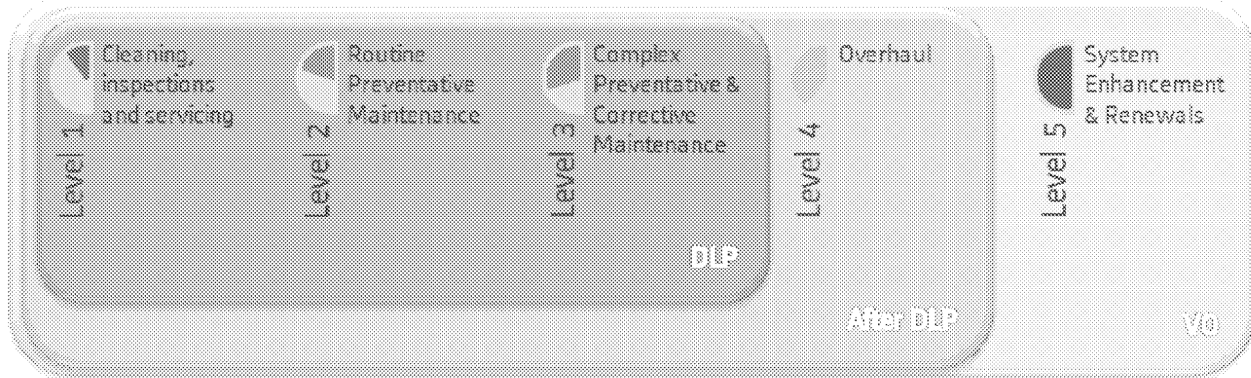 Level 1
Cleaning,
inspections
and servicing
Level 2
Routine
Preventative
Maintenance
Level 3
Complex
Preventative &
Corrective
Maintenance
Level 4
Overhaul
Level 5
System
Enhancement
& Renewals
DLP
After DLP
VO